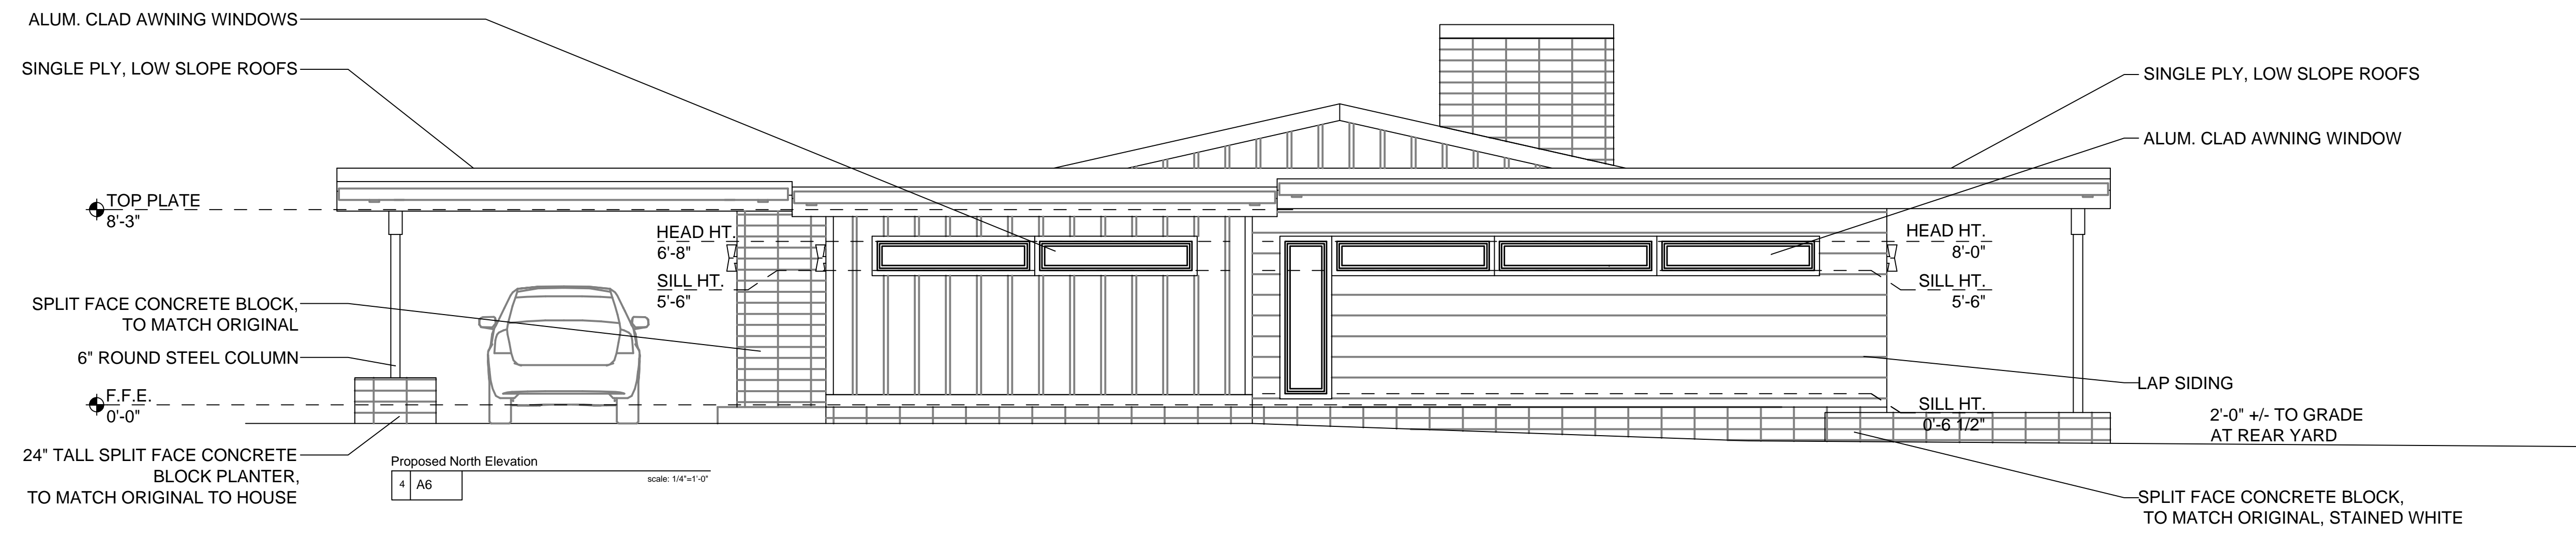 ALUM. CLAD AWNING WINDOWS
SINGLE PLY, LOW SLOPE ROOFS
TOP PLATE
8'-3"
HEAD HT.
6'-8"
SILL HT.
5'-6"
SPLIT FACE CONCRETE BLOCK,
TO MATCH ORIGINAL
6" ROUND STEEL COLUMN
F.F.E.
0'-0"
24" TALL SPLIT FACE CONCRETE
BLOCK PLANTER,
TO MATCH ORIGINAL TO HOUSE
Proposed North Elevation
4 A6
scale: 1/4"=1'-0"
SINGLE PLY, LOW SLOPE ROOFS
ALUM. CLAD AWNING WINDOW
HEAD HT.
8'-0"
SILL HT.
5'-6"
LAP SIDING
SILL HT.
0'-6 1/2"
2'-0" +/- TO GRADE
AT REAR YARD
SPLIT FACE CONCRETE BLOCK,
TO MATCH ORIGINAL, STAINED WHITE